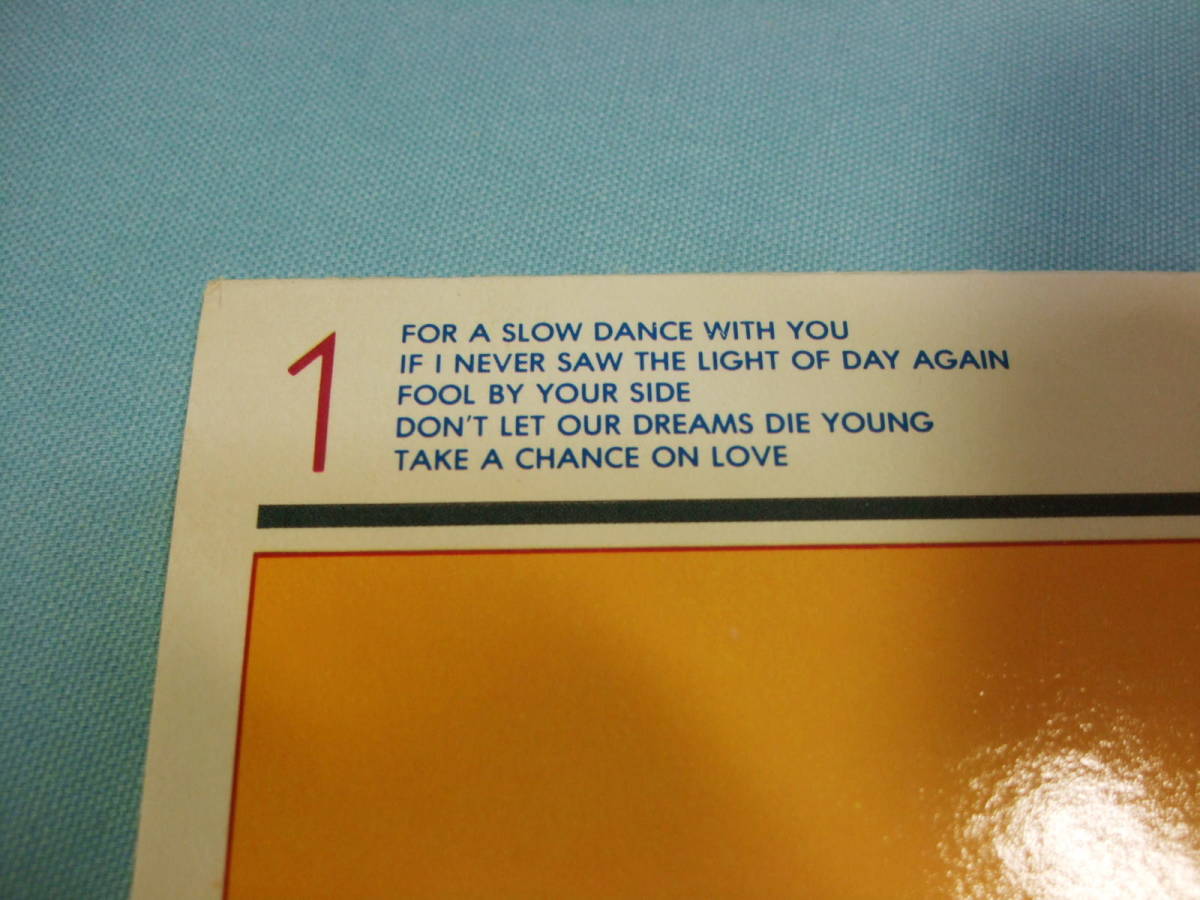 1
FOR A SLOW DANCE WITH YOU
IF I NEVER SAW THE LIGHT OF DAY AGAIN
FOOL BY YOUR SIDE
DON'T LET OUR DREAMS DIE YOUNG
TAKE A CHANCE ON LOVE